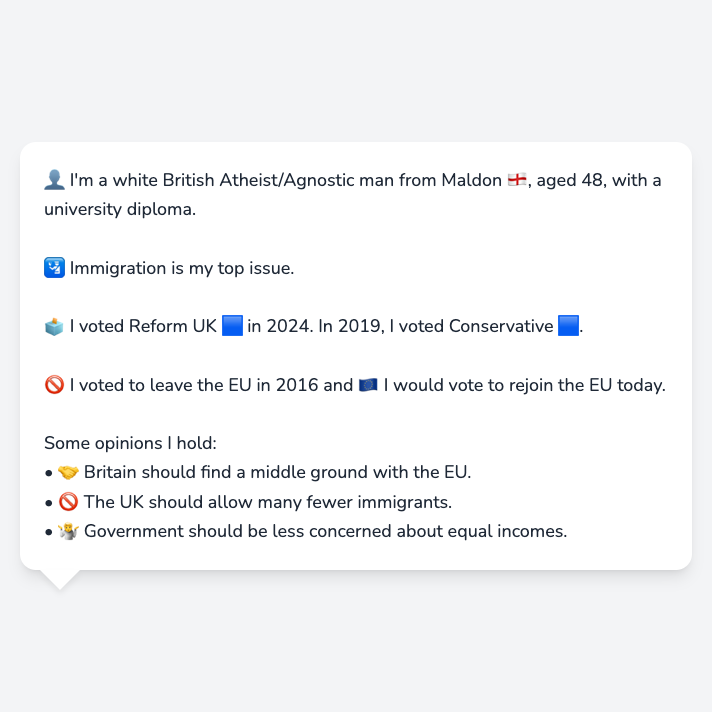 👤 I'm a white British Atheist/Agnostic man from Maldon 🏴󠁧󠁢󠁥󠁮󠁧󠁿, aged 48, with a
university diploma.
🛂 Immigration is my top issue.
🗳️ I voted Reform UK 🟦 in 2024. In 2019, I voted Conservative 🟦.
🚫 I voted to leave the EU in 2016 and 🇪🇺 I would vote to rejoin the EU today.
Some opinions I hold:
• 🤝 Britain should find a middle ground with the EU.
• 🚫 The UK should allow many fewer immigrants.
• 🤷 Government should be less concerned about equal incomes.